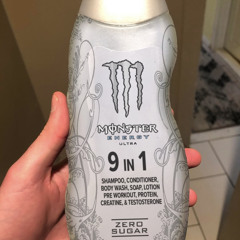 MONSTER
ENERGY
ULTRA
9 IN 1
SHAMPOO, CONDITIONER,
BODY WASH, SOAP, LOTION
PRE WORKOUT, PROTEIN,
CREATINE, & TESTOSTERONE
ZERO
SUGAR